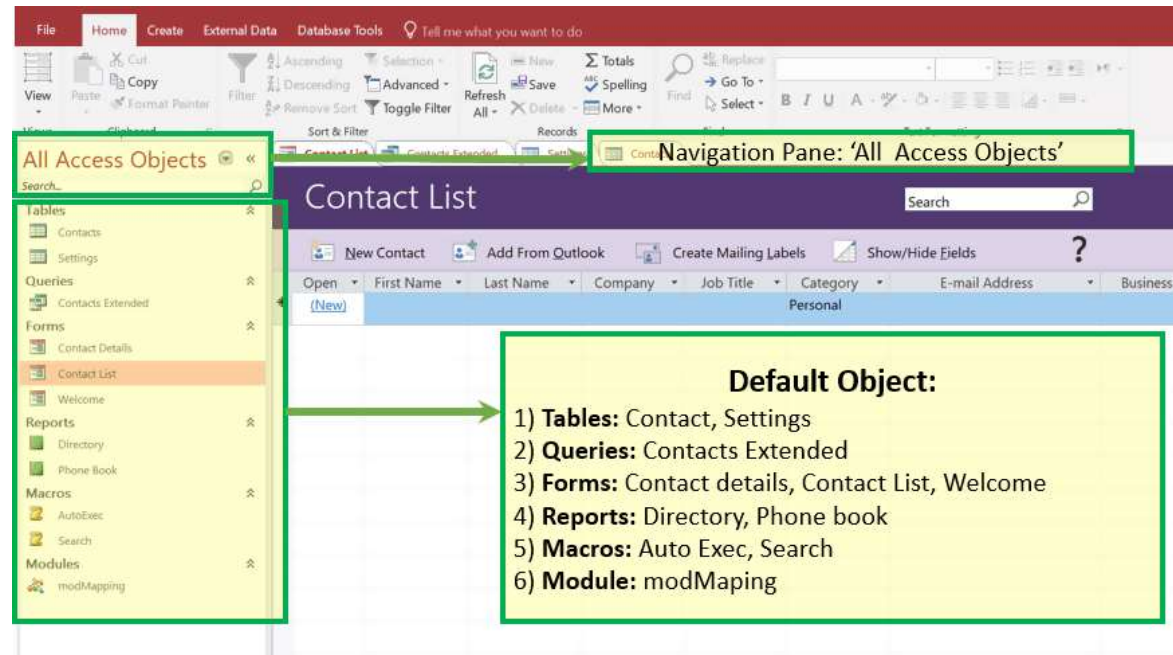 File Home Create External Data Database Tools Tell me what you want to do
View Paste Cut Copy Format Painter Filter Ascending Descending Remove Sort Selection Advanced Toggle Filter Refresh All New Save Delete Totals Spelling More Find Replace Go To Select B I U A
Sort & Filter Records
All Access Objects
Search...
Contact List Contacts Extended
Navigation Pane: ‘All Access Objects’
Contact List Search
New Contact Add From Outlook Create Mailing Labels Show/Hide Fields ?
Open First Name Last Name Company Job Title Category E-mail Address Business
(New) Personal
Tables
Contacts
Settings
Queries
Contacts Extended
Forms
Contact Details
Contact List
Welcome
Reports
Directory
Phone Book
Macros
AutoExec
Search
Modules
modMapping
Default Object:
1) Tables: Contact, Settings
2) Queries: Contacts Extended
3) Forms: Contact details, Contact List, Welcome
4) Reports: Directory, Phone book
5) Macros: Auto Exec, Search
6) Module: modMaping